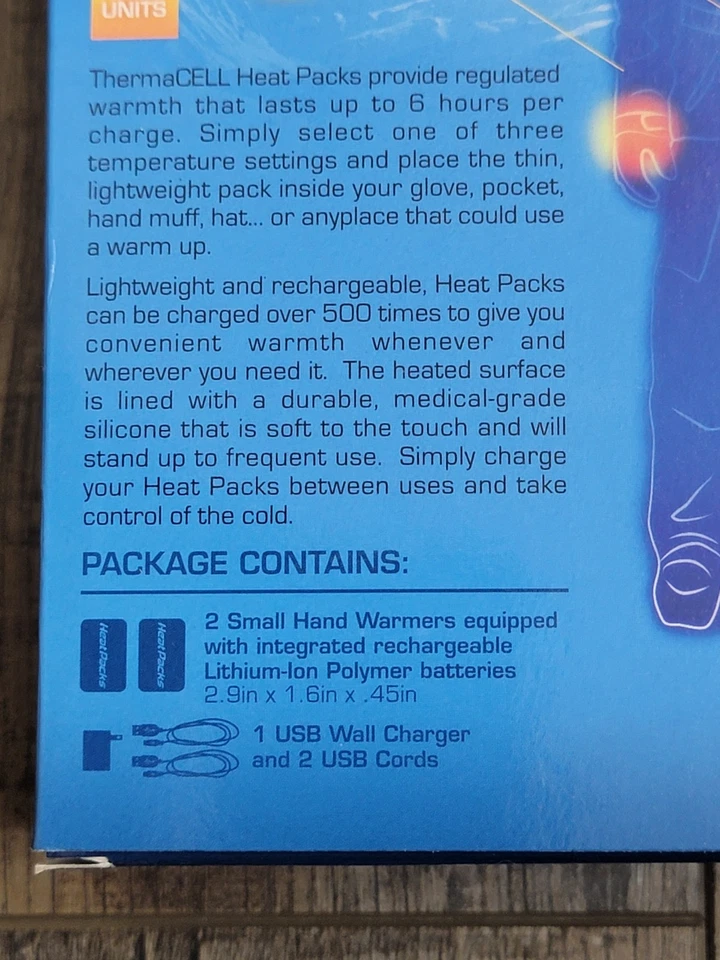 UNITS
ThermaCELL Heat Packs provide regulated
warmth that lasts up to 6 hours per
charge. Simply select one of three
temperature settings and place the thin,
lightweight pack inside your glove, pocket,
hand muff, hat... or anyplace that could use
a warm up.
Lightweight and rechargeable, Heat Packs
can be charged over 500 times to give you
convenient warmth whenever and
wherever you need it. The heated surface
is lined with a durable, medical-grade
silicone that is soft to the touch and will
stand up to frequent use. Simply charge
your Heat Packs between uses and take
control of the cold.
PACKAGE CONTAINS:
HeatPacks
HeatPacks
2 Small Hand Warmers equipped
with integrated rechargeable
Lithium-Ion Polymer batteries
2.9in x 1.6in x .45in
1 USB Wall Charger
and 2 USB Cords